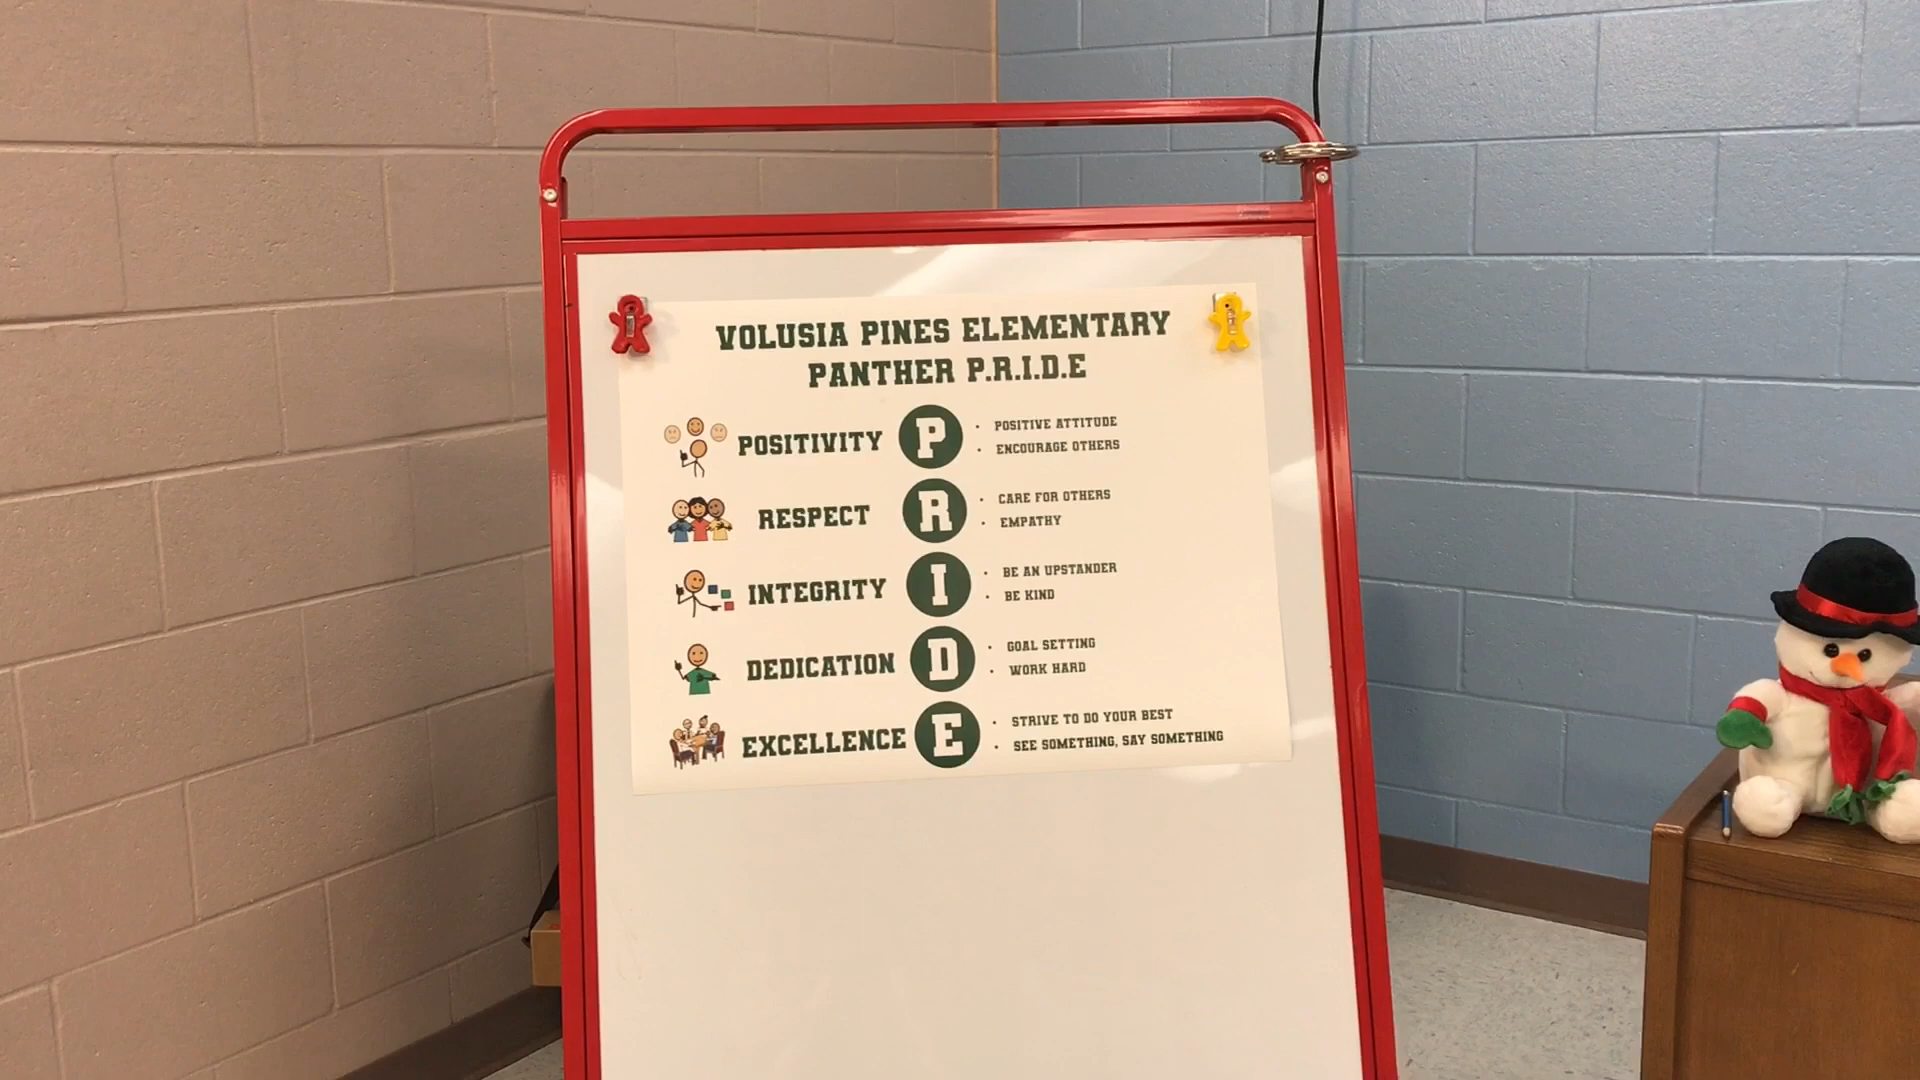 VOLUSIA PINES ELEMENTARY
PANTHER P.R.I.D.E
POSITIVITY P
• POSITIVE ATTITUDE
• ENCOURAGE OTHERS
RESPECT R
• CARE FOR OTHERS
• EMPATHY
INTEGRITY I
• BE AN UPSTANDER
• BE KIND
DEDICATION D
• GOAL SETTING
• WORK HARD
EXCELLENCE E
• STRIVE TO DO YOUR BEST
• SEE SOMETHING, SAY SOMETHING